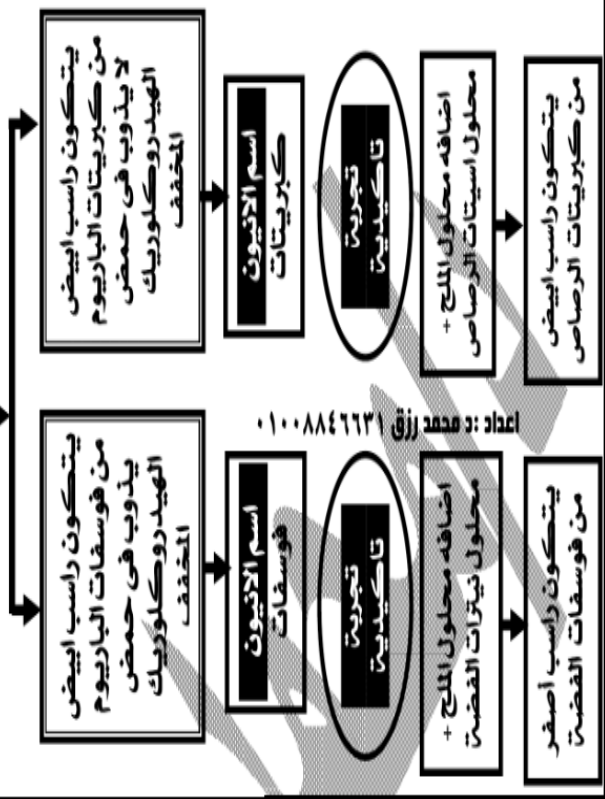 يتكون راسب ابيض
من كبريتات الباريوم
لا يذوب فى حمض
الهيدروكلوريك
المخفف
اسم الانيون
كبريتات
تجربة
تاكيدية
اضافه محلول الملح +
محلول اسيتات الرصاص
يتكون راسب ابيض
من كبريتات الرصاص
اعداد :د محمد رزق ٠١٠٠٨٨٤٦٦٣١
يتكون راسب ابيض
من فوسفات الباريوم
يذوب فى حمض
الهيدروكلوريك
المخفف
اسم الانيون
فوسفات
تجربة
تاكيدية
اضافه محلول الملح +
محلول نيترات الفضة
يتكون راسب أصفر
من فوسفات الفضة